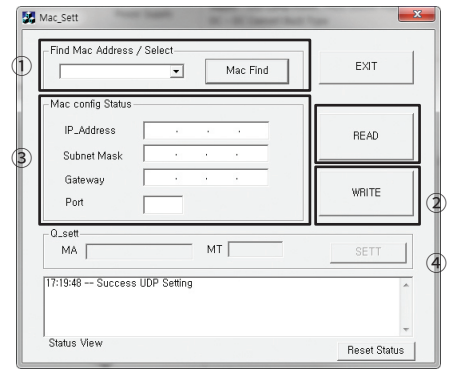 Mac_Sett
Find Mac Address / Select
①
Mac Find
EXIT
Mac config Status
③
IP_Address
Subnet Mask
Gateway
Port
READ
WRITE
②
Q_sett
MA
MT
SETT
④
17:19:48 -- Success UDP Setting
Status View
Reset Status